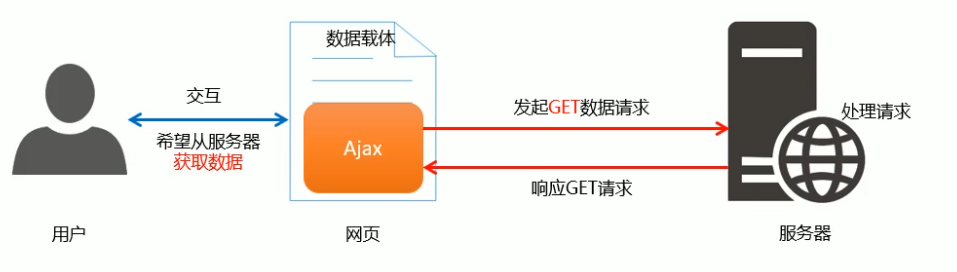 数据载体
交互
希望从服务器
获取数据
Ajax
发起GET数据请求
响应GET请求
处理请求
用户
网页
服务器